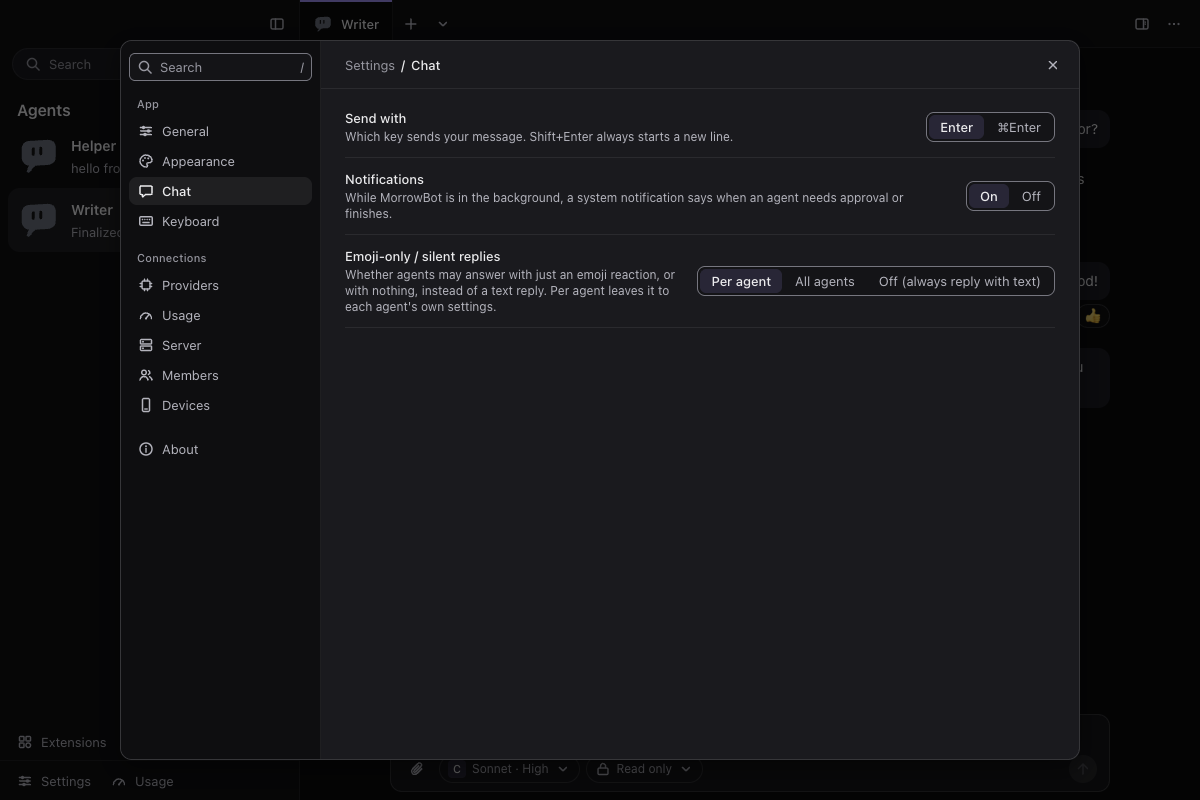 Writer
Search
Agents
Helper
hello fro
Writer
Finalized
Extensions
Settings
Usage
Search /
App
General
Appearance
Chat
Keyboard
Connections
Providers
Usage
Server
Members
Devices
About
Settings / Chat
Send with
Which key sends your message. Shift+Enter always starts a new line.
Enter ⌘Enter
Notifications
While MorrowBot is in the background, a system notification says when an agent needs approval or
finishes.
On Off
Emoji-only / silent replies
Whether agents may answer with just an emoji reaction, or
with nothing, instead of a text reply. Per agent leaves it to
each agent's own settings.
Per agent All agents Off (always reply with text)
or?
s
od!
C Sonnet · High
Read only